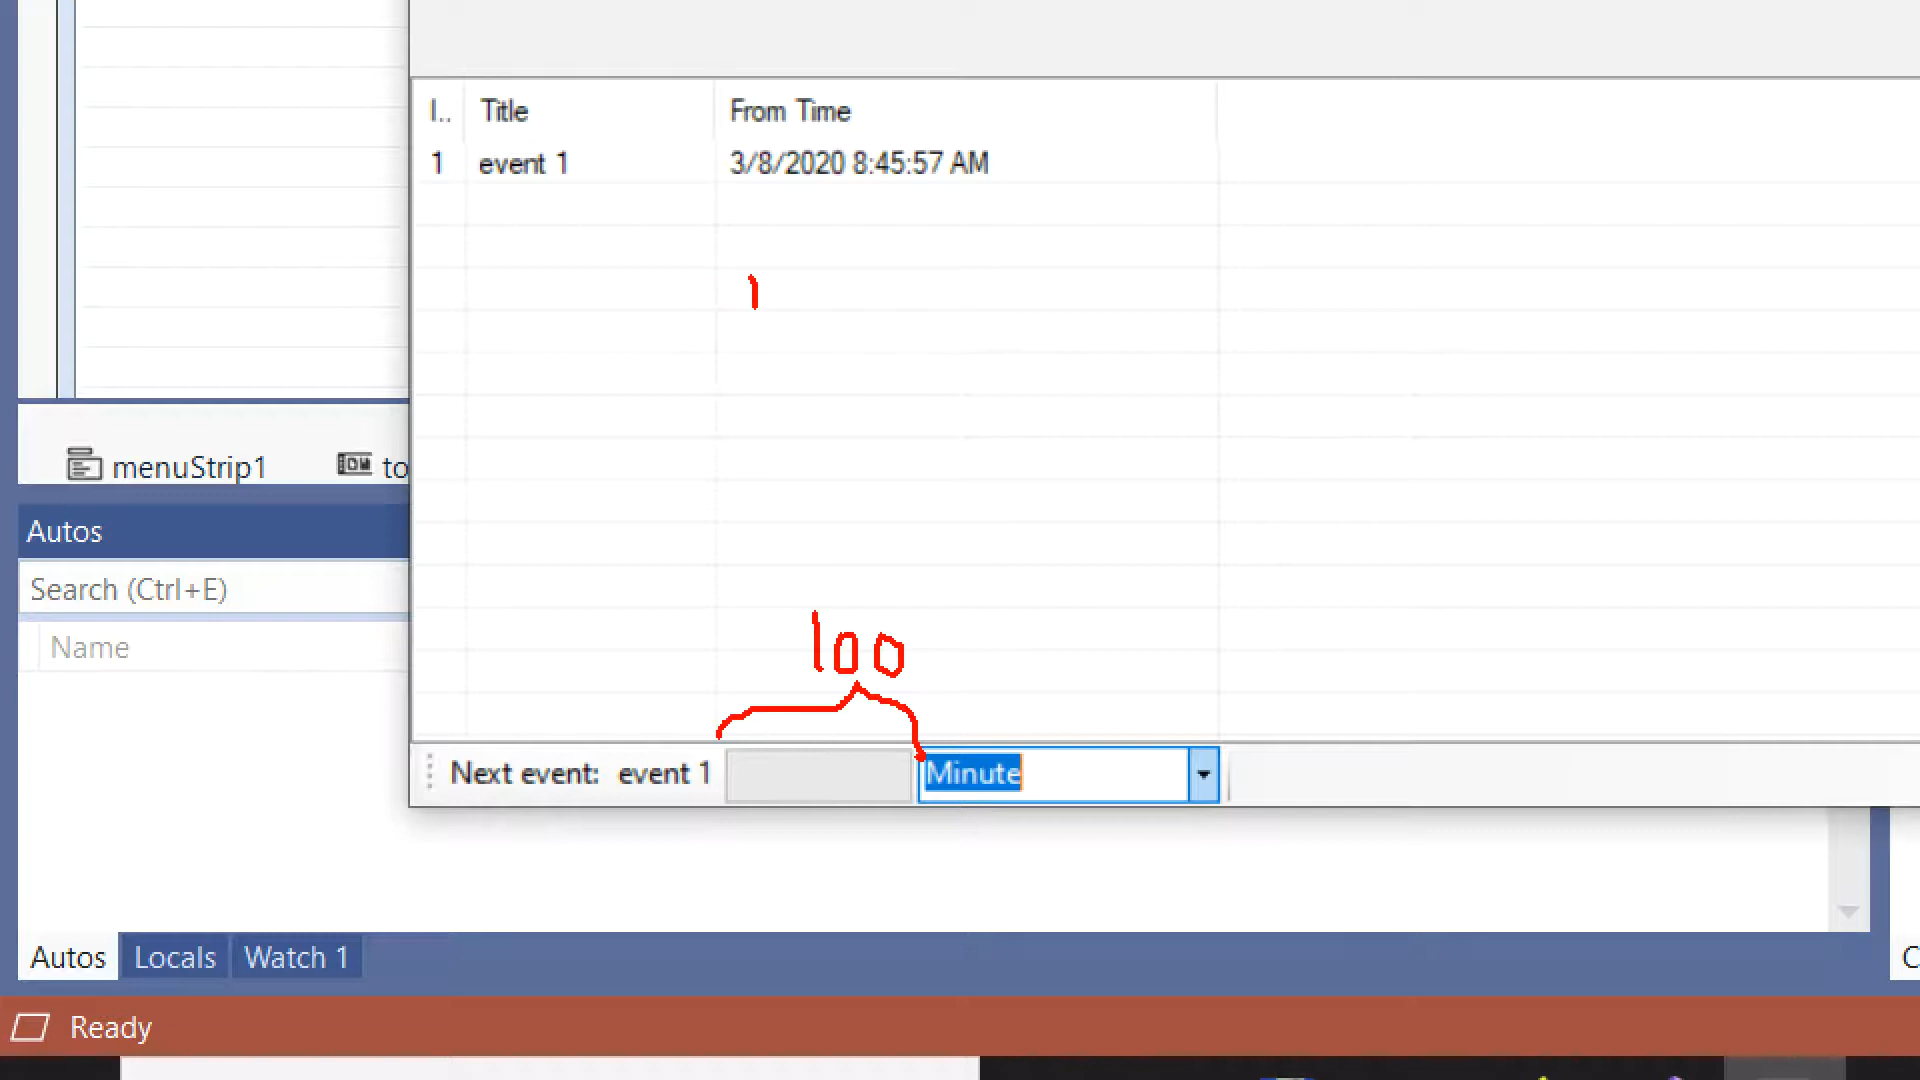 I.. Title From Time
1 event 1 3/8/2020 8:45:57 AM
1
menuStrip1 to
Autos
Search (Ctrl+E)
Name
100
Next event: event 1 Minute
Autos Locals Watch 1 C
Ready